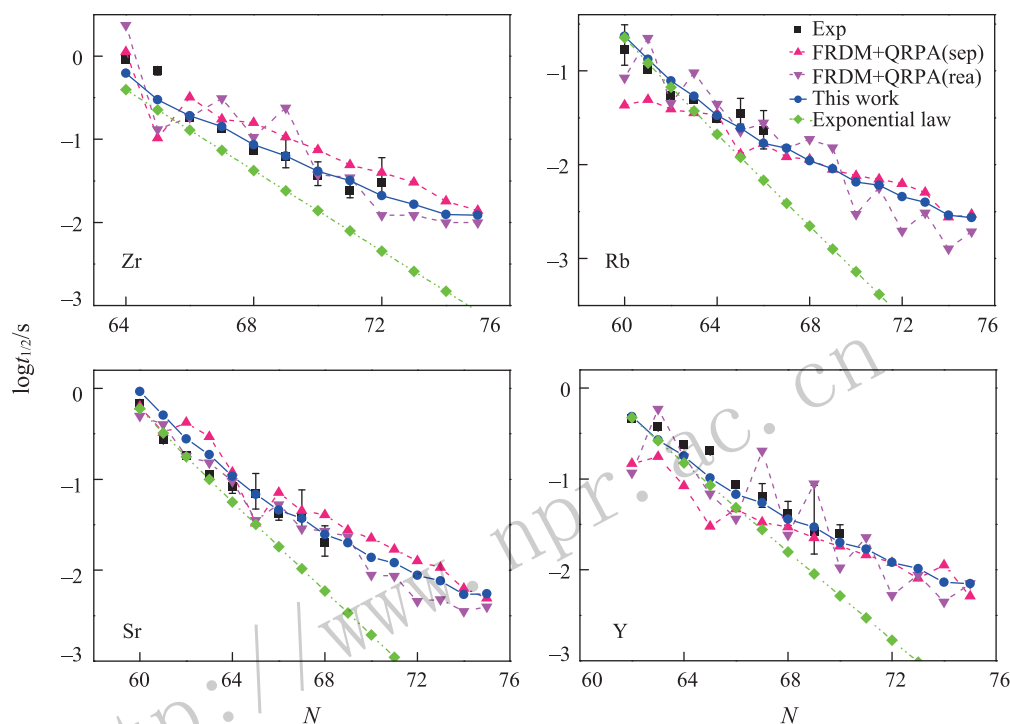 0
−1
−2
−3
64
68
72
76
Zr
−1
−2
−3
60
64
68
72
76
Rb
Exp
FRDM+QRPA(sep)
FRDM+QRPA(rea)
This work
Exponential law
logt1/2/s
0
−1
−2
−3
60
64
68
72
76
Sr
N
0
−1
−2
−3
60
64
68
72
76
Y
N
tp://www.npr.ac.cn